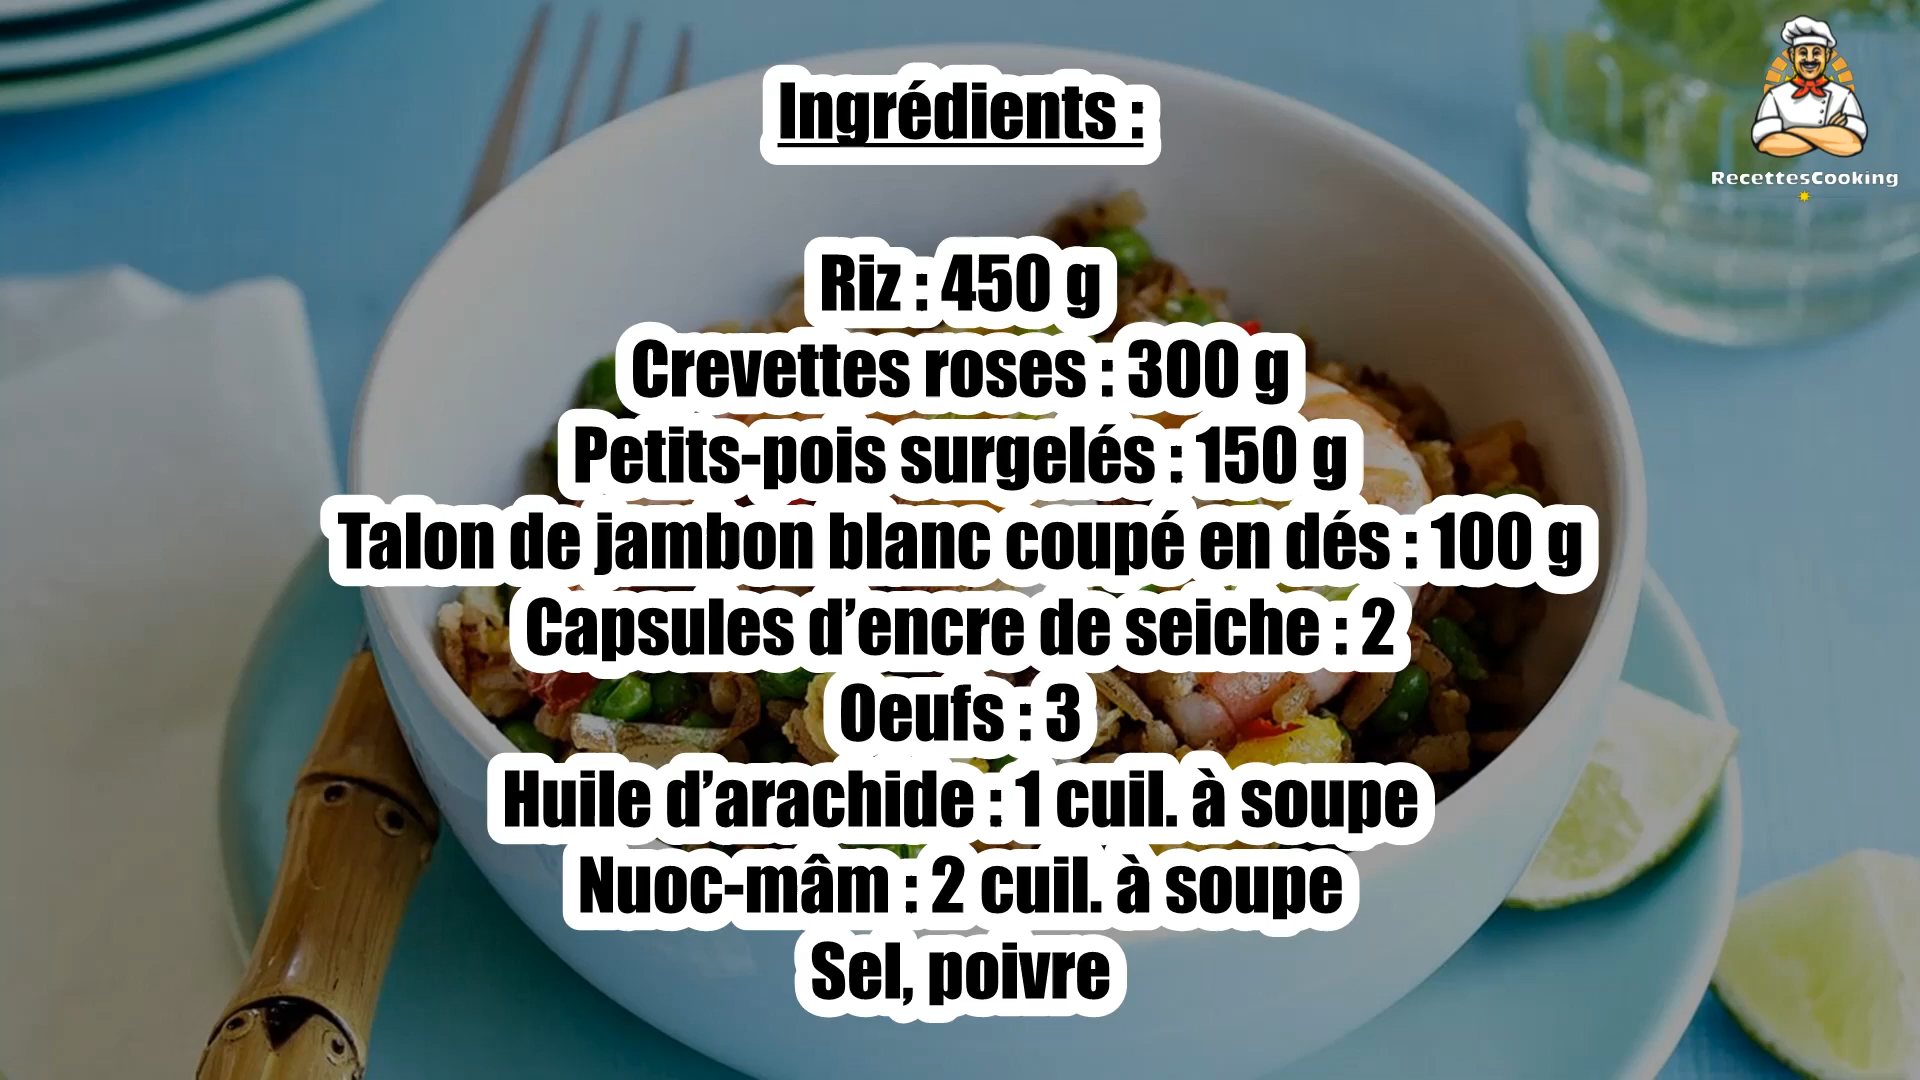 Ingrédients :
RecettesCooking
Riz : 450 g
Crevettes roses : 300 g
Petits-pois surgelés : 150 g
Talon de jambon blanc coupé en dés : 100 g
Capsules d’encre de seiche : 2
Oeufs : 3
Huile d’arachide : 1 cuil. à soupe
Nuoc-mâm : 2 cuil. à soupe
Sel, poivre